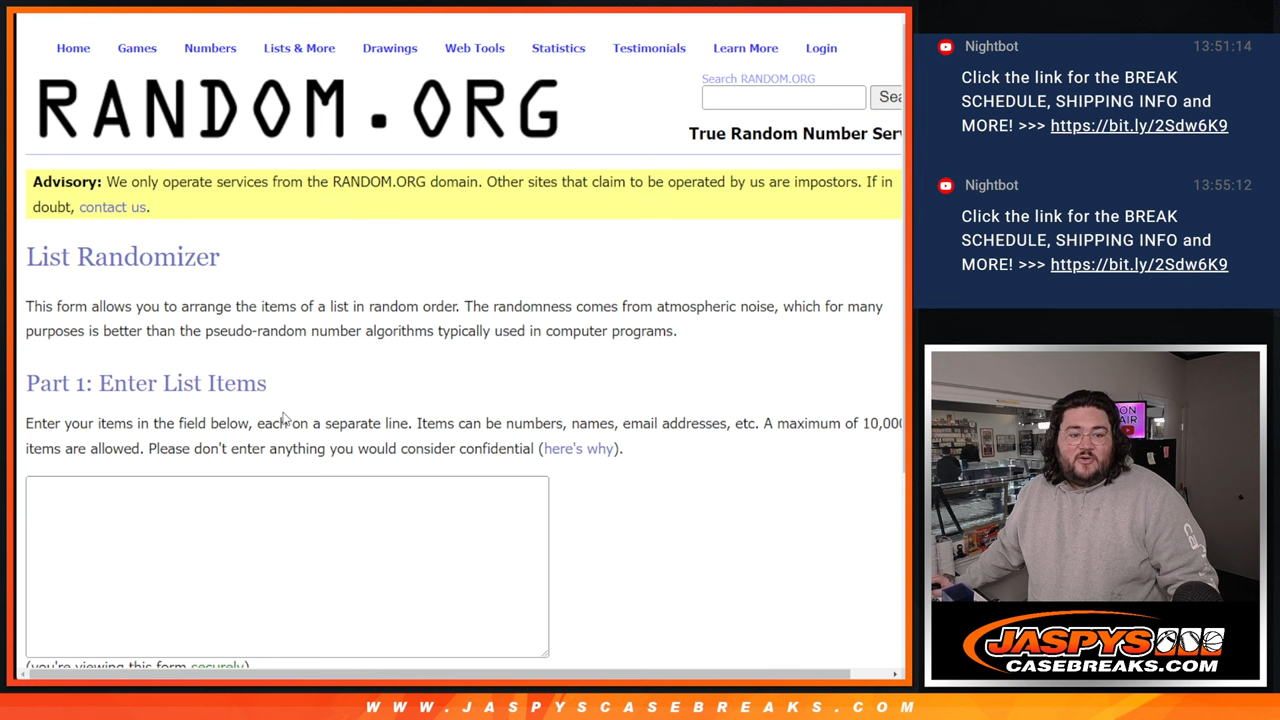 Home Games Numbers Lists & More Drawings Web Tools Statistics Testimonials Learn More Login
RANDOM.ORG
Search RANDOM.ORG
Sea
True Random Number Ser
Advisory: We only operate services from the RANDOM.ORG domain. Other sites that claim to be operated by us are impostors. If in
doubt, contact us.
List Randomizer
This form allows you to arrange the items of a list in random order. The randomness comes from atmospheric noise, which for many
purposes is better than the pseudo-random number algorithms typically used in computer programs.
Part 1: Enter List Items
Enter your items in the field below, each on a separate line. Items can be numbers, names, email addresses, etc. A maximum of 10,000
items are allowed. Please don't enter anything you would consider confidential (here's why).
(you're viewing this form securely)
Nightbot 13:51:14
Click the link for the BREAK
SCHEDULE, SHIPPING INFO and
MORE! >>> https://bit.ly/2Sdw6K9
Nightbot 13:55:12
Click the link for the BREAK
SCHEDULE, SHIPPING INFO and
MORE! >>> https://bit.ly/2Sdw6K9
ON
AIR
JASPYS
CASEBREAKS.COM
WWW.JASPYSCASEBREAKS.COM